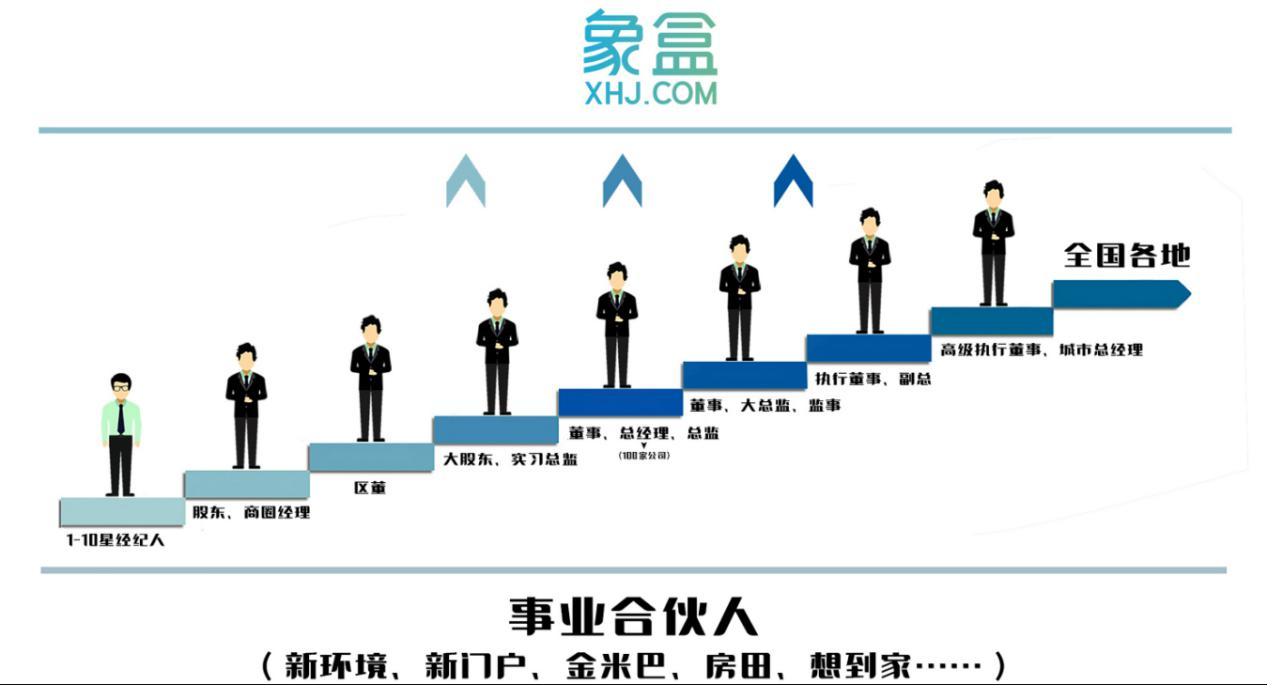 象盒
XHJ.COM
全国各地
高级执行董事、城市总经理
执行董事、副总
董事、大总监、监事
董事、总经理、总监
(100家公司)
大股东、实习总监
区董
股东、商圈经理
1-10星经纪人
事业合伙人
（新环境、新门户、金米巴、房田、想到家……）